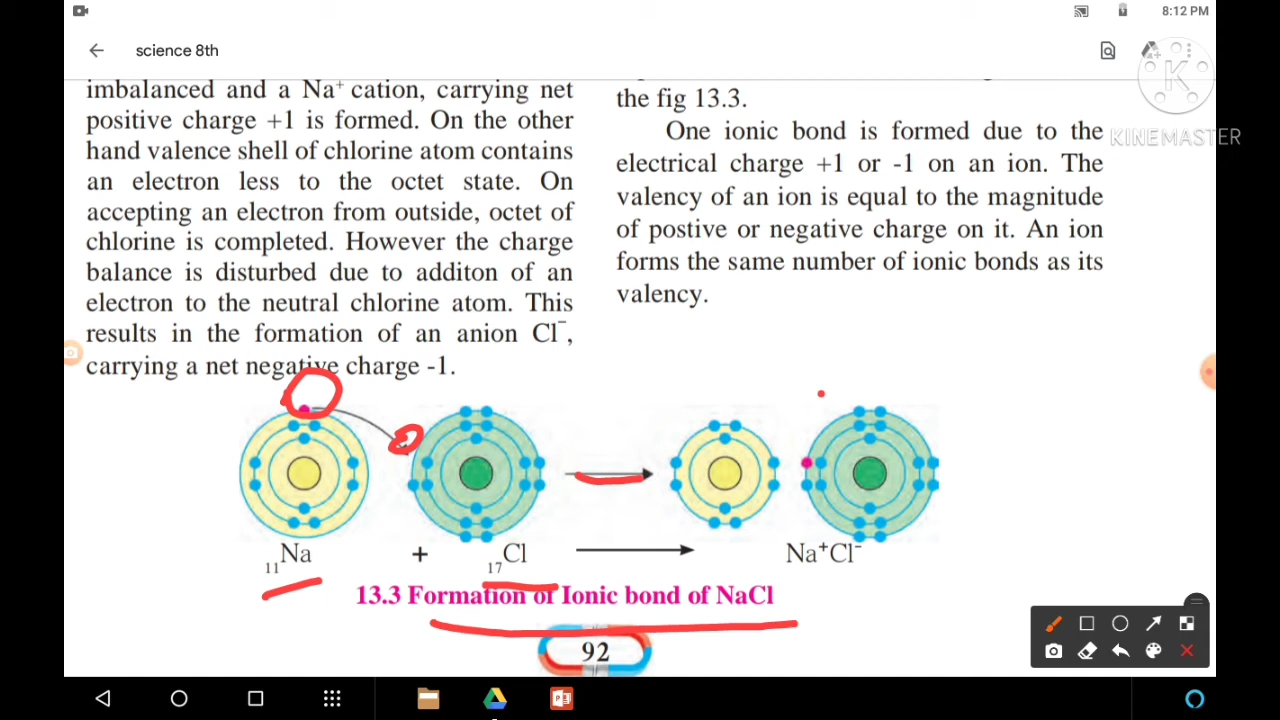 8:12 PM
science 8th
KINEMASTER
imbalanced and a Na⁺ cation, carrying net
positive charge +1 is formed. On the other
hand valence shell of chlorine atom contains
an electron less to the octet state. On
accepting an electron from outside, octet of
chlorine is completed. However the charge
balance is disturbed due to additon of an
electron to the neutral chlorine atom. This
results in the formation of an anion Cl⁻,
carrying a net negative charge -1.
the fig 13.3.
One ionic bond is formed due to the
electrical charge +1 or -1 on an ion. The
valency of an ion is equal to the magnitude
of postive or negative charge on it. An ion
forms the same number of ionic bonds as its
valency.
₁₁Na + ₁₇Cl Na⁺Cl⁻
13.3 Formation of Ionic bond of NaCl
92